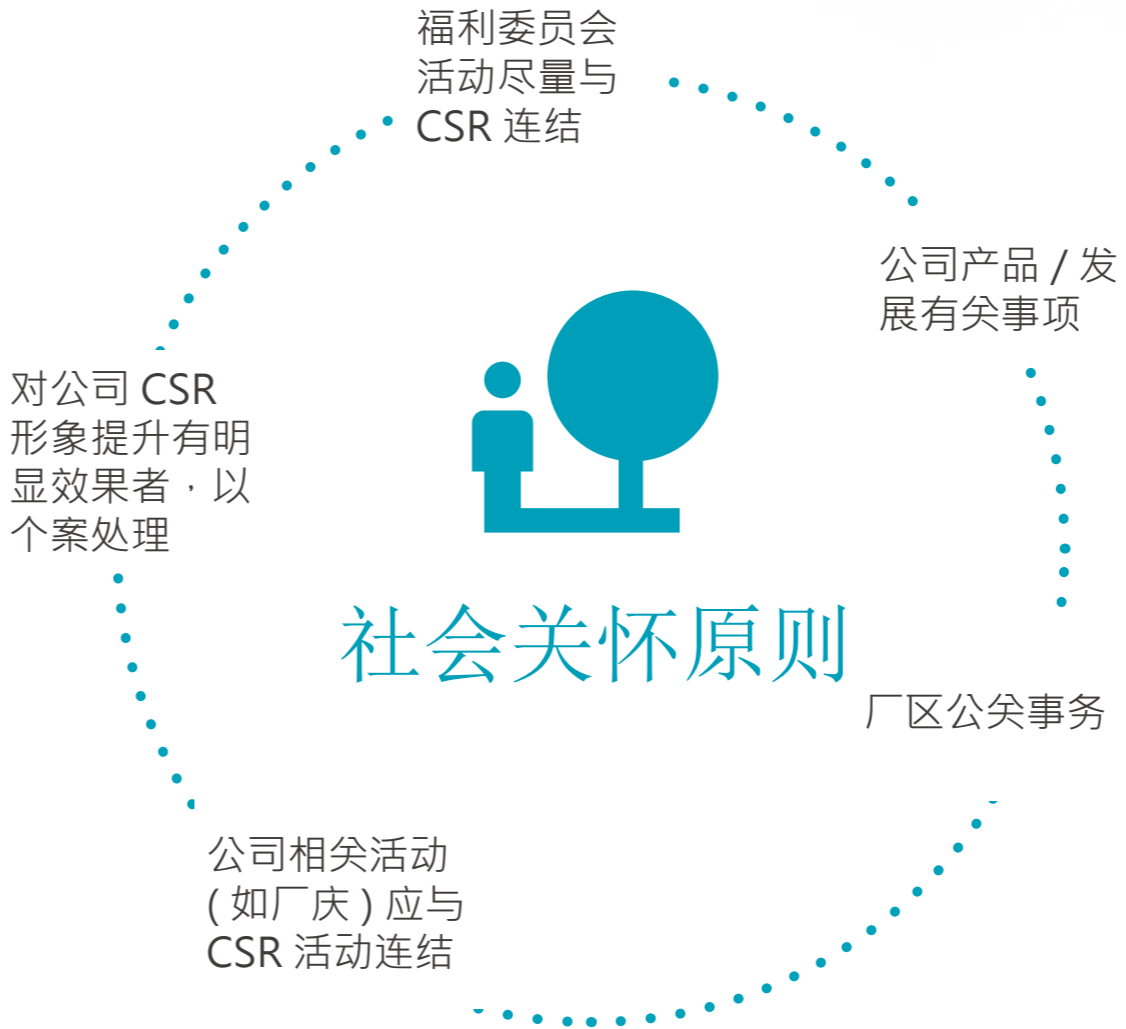 福利委员会
活动尽量与
CSR 连结
公司产品 / 发
展有关事项
对公司 CSR
形象提升有明
显效果者，以
个案处理
社会关怀原则
厂区公关事务
公司相关活动
( 如厂庆 ) 应与
CSR 活动连结